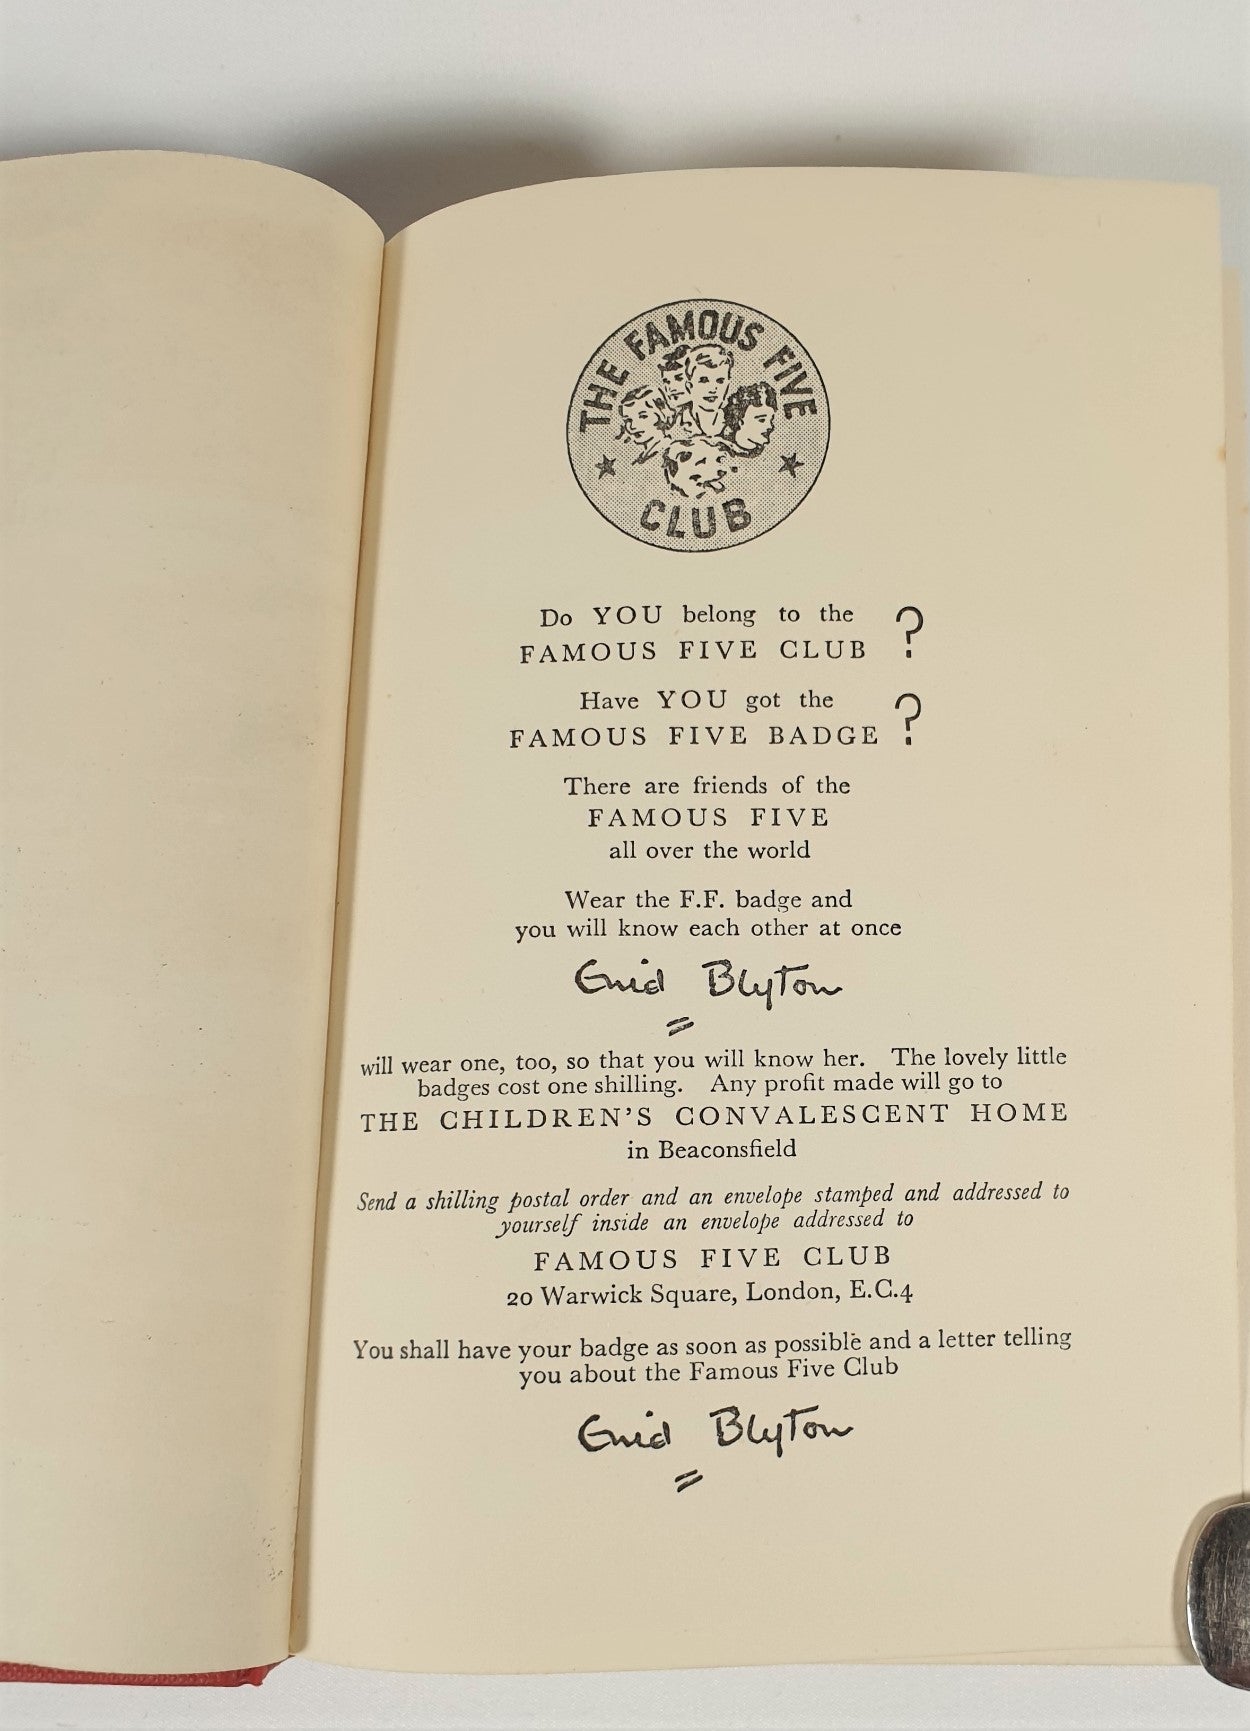 THE FAMOUS FIVE
CLUB
Do YOU belong to the
FAMOUS FIVE CLUB ?
Have YOU got the
FAMOUS FIVE BADGE ?
There are friends of the
FAMOUS FIVE
all over the world
Wear the F.F. badge and
you will know each other at once
Enid Blyton
will wear one, too, so that you will know her. The lovely little
badges cost one shilling. Any profit made will go to
THE CHILDREN'S CONVALESCENT HOME
in Beaconsfield
Send a shilling postal order and an envelope stamped and addressed to
yourself inside an envelope addressed to
FAMOUS FIVE CLUB
20 Warwick Square, London, E.C.4
You shall have your badge as soon as possible and a letter telling
you about the Famous Five Club
Enid Blyton